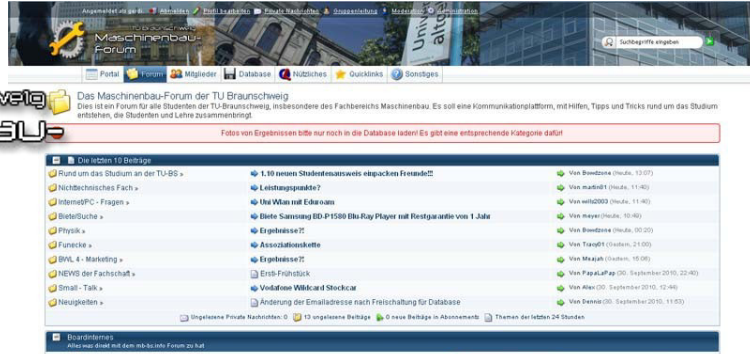 Angemeldet als go di. Abmelden Profil bearbeiten Private Nachrichten Gruppenleitung Moderation Administration
TU Braunschweig
Maschinenbau-
Forum
Suchbegriffe eingeben
Portal Forum Mitglieder Database Nützliches Quicklinks Sonstiges
Das Maschinenbau-Forum der TU Braunschweig
Dies ist ein Forum für alle Studenten der TU-Braunschweig, insbesondere des Fachbereichs Maschinenbau. Es soll eine Kommunikationplattform, mit Hilfen, Tipps und Tricks rund um das Studium
entstehen, die Studenten und Lehre zusammenbringt.
Fotos von Ergebnissen bitte nur noch in die Database laden! Es gibt eine entsprechende Kategorie dafür!
Die letzten 10 Beiträge
Rund um das Studium an der TU-BS » 1.10 neuen Studentenausweis einpacken Freunde!!! Von Bowdzone (Heute, 13:07)
Nichttechnisches Fach » Leistungspunkte? Von martin01 (Heute, 11:40)
Internet/PC - Fragen » Uni Wlan mit Eduroam Von willz2003 (Heute, 11:40)
Biete/Suche » Biete Samsung BD-P1580 Blu-Ray Player mit Restgarantie von 1 Jahr Von meyer (Heute, 10:49)
Physik » Ergebnisse?! Von Bowdzone (Heute, 00:20)
Funecke » Assoziationskette Von Tracy01 (Gestern, 21:00)
BWL 4 - Marketing » Ergebnisse?! Von Maajah (Gestern, 15:08)
NEWS der Fachschaft » Ersti-Frühstück Von PapaLaPap (30. September 2010, 22:40)
Small - Talk » Vodafone Wildcard Stockcar Von Alex (30. September 2010, 12:44)
Neuigkeiten » Änderung der Emailadresse nach Freischaltung für Database Von Dennis (30. September 2010, 11:53)
Ungelesene Private Nachrichten: 0 13 ungelesene Beiträge 0 neue Beiträge in Abonnements Themen der letzten 24 Stunden
Boardinternes
Alles was direkt mit dem mb-bs.info Forum zu hat